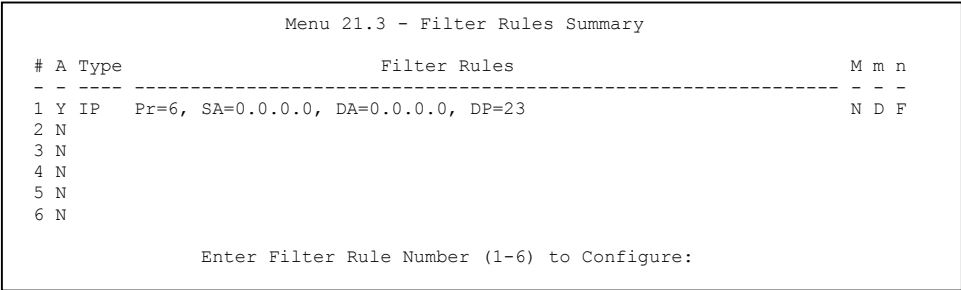 Menu 21.3 - Filter Rules Summary
# A Type Filter Rules M m n
- - ---- --------------------------------------------------------------- - - -
1 Y IP Pr=6, SA=0.0.0.0, DA=0.0.0.0, DP=23 N D F
2 N
3 N
4 N
5 N
6 N
Enter Filter Rule Number (1-6) to Configure: